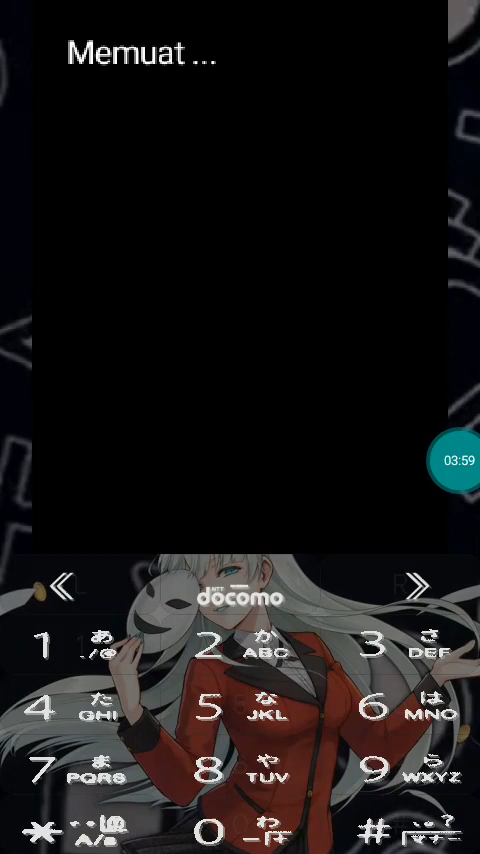 Memuat ...
03:59
NTT
docomo
1 あ ./@
2 か ABC
3 さ DEF
4 た GHI
5 な JKL
6 は MNO
7 ま PQRS
8 や TUV
9 ら WXYZ
* A/a
0 わ
#